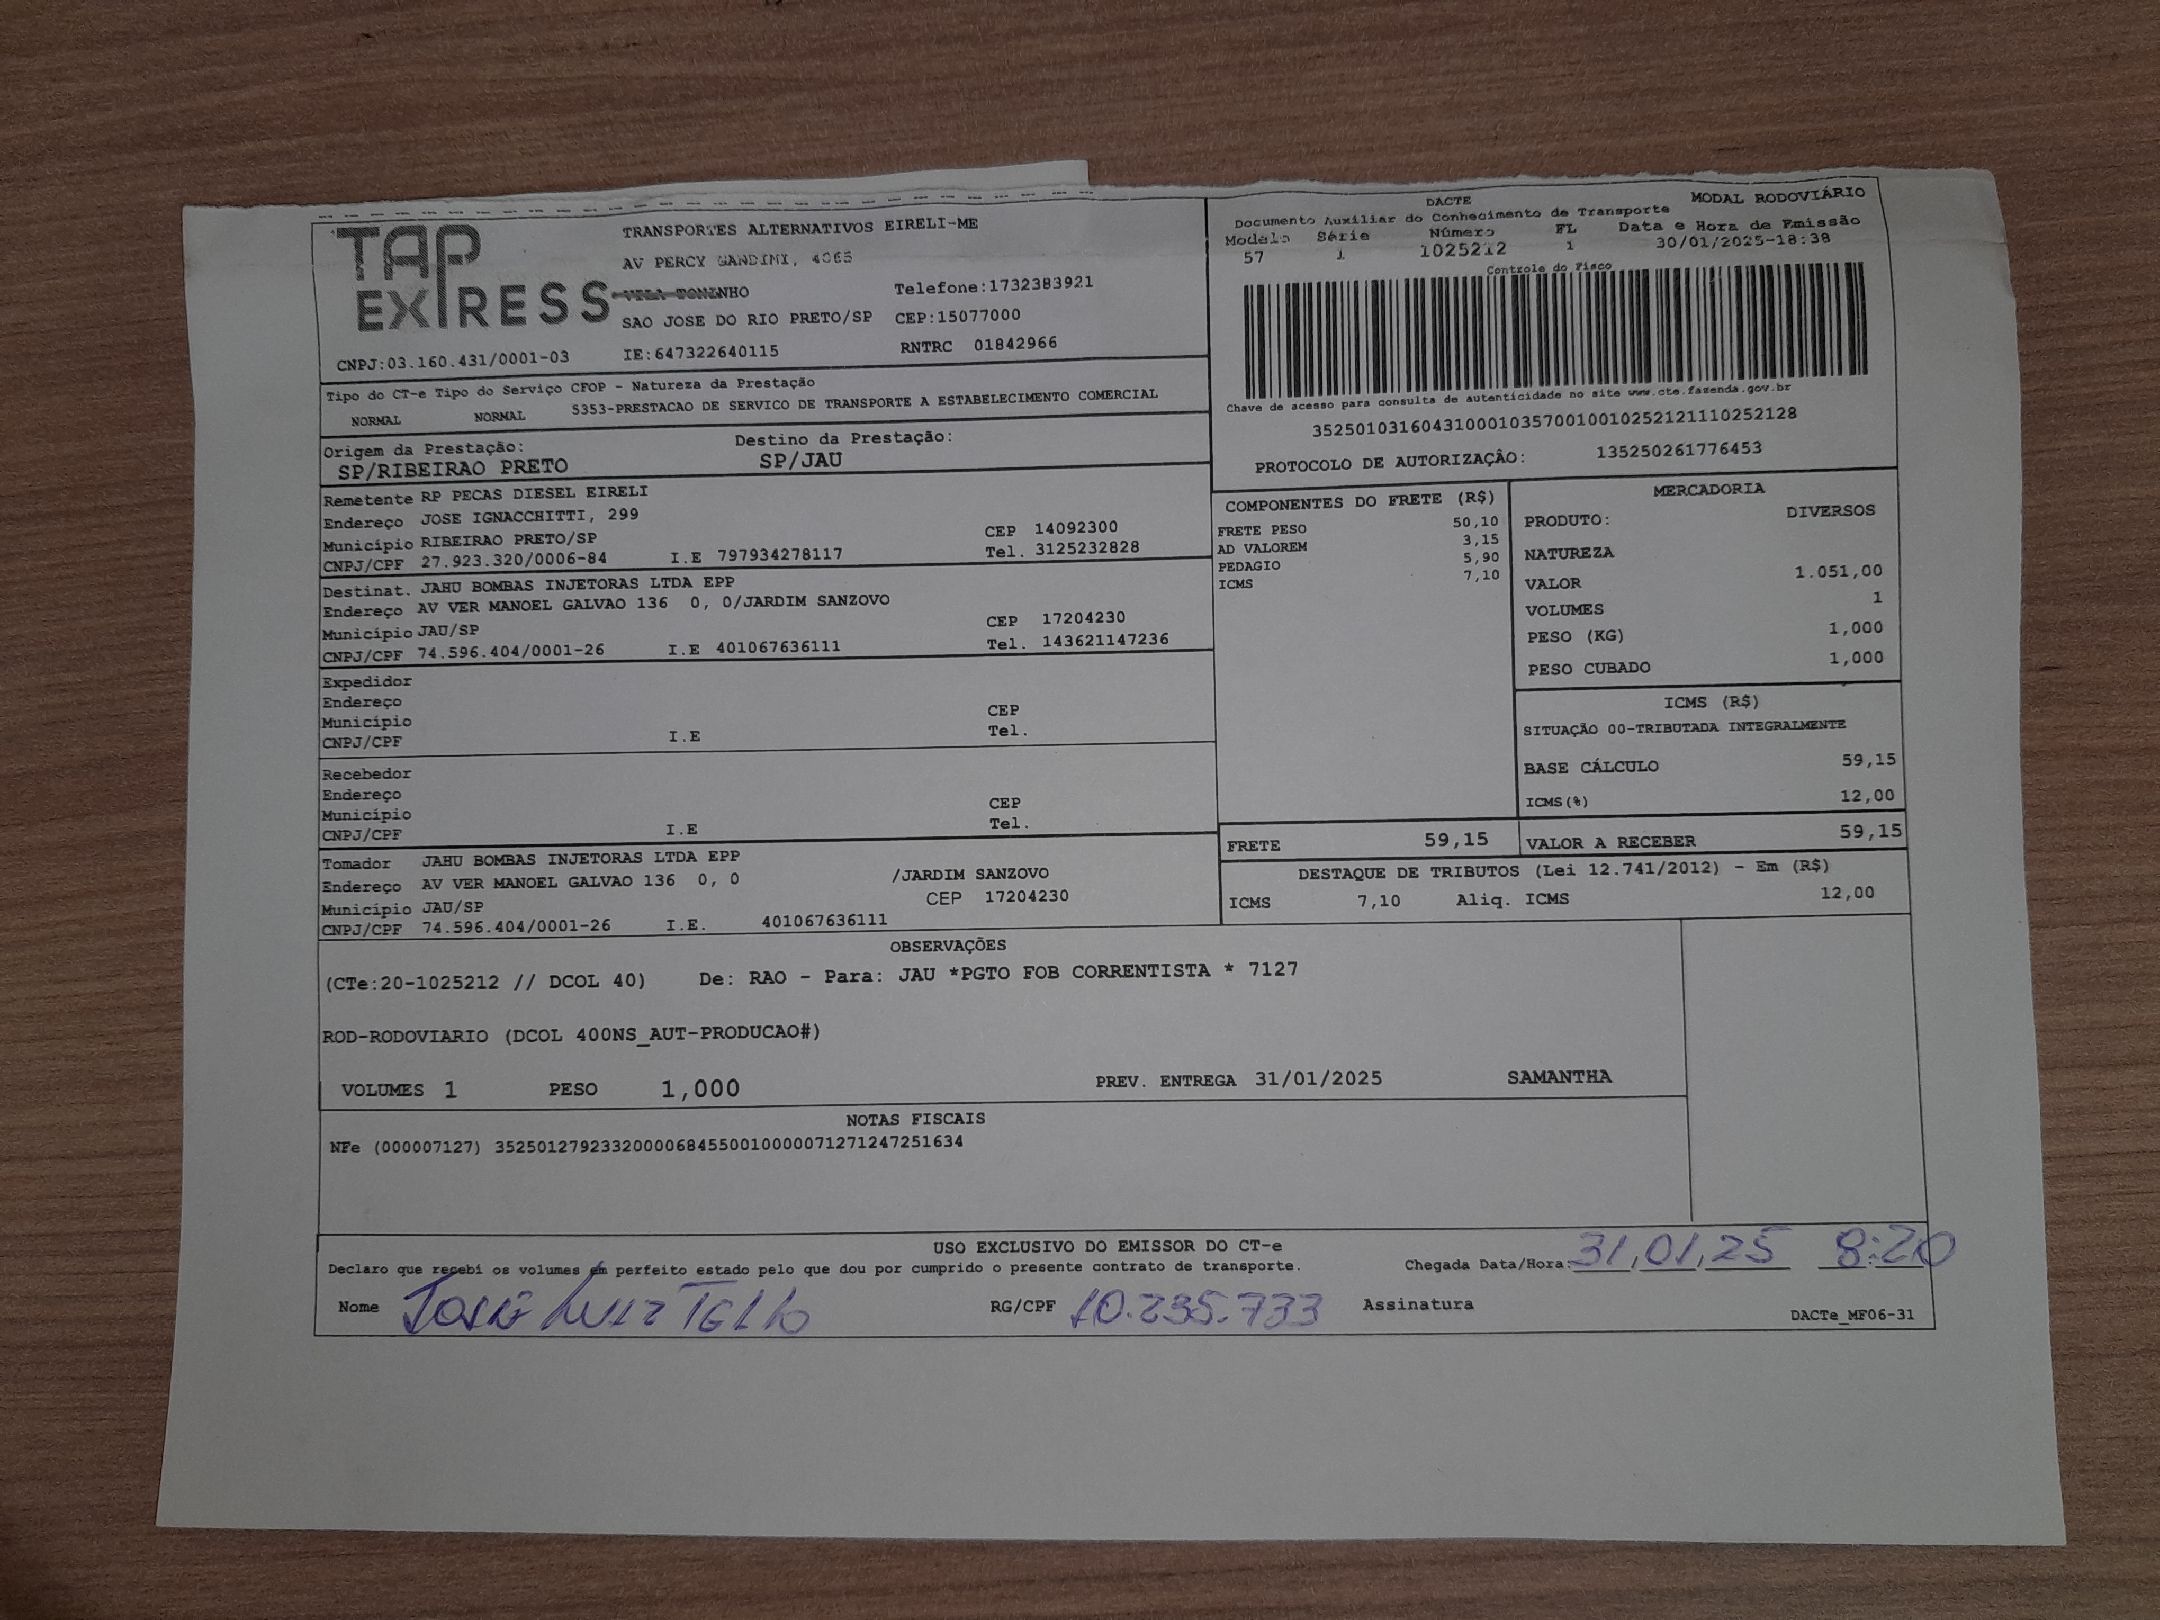 TAP
EXPRESS
TRANSPORTES ALTERNATIVOS EIRELI-ME
AV PERCY GANDINI, 4065
NHO Telefone:1732383921
SAO JOSE DO RIO PRETO/SP CEP:15077000
CNPJ:03.160.431/0001-03 IE:647322640115 RNTRC 01842966
DACTE MODAL RODOVIÁRIO
Documento Auxiliar do Conhecimento de Transporte
Modelo Série Número FL Data e Hora de Emissão
57 1 1025212 1 30/01/2025-18:38
Controle do Fisco
Chave de acesso para consulta de autenticidade no site www.cte.fazenda.gov.br
35250103160431000103570010010252121110252128
PROTOCOLO DE AUTORIZAÇÂO: 135250261776453
Tipo do CT-e Tipo do Serviço CFOP - Natureza da Prestação
NORMAL NORMAL 5353-PRESTACAO DE SERVICO DE TRANSPORTE A ESTABELECIMENTO COMERCIAL
Origem da Prestação: Destino da Prestação:
SP/RIBEIRAO PRETO SP/JAU
Remetente RP PECAS DIESEL EIRELI
Endereço JOSE IGNACCHITTI, 299 CEP 14092300
Município RIBEIRAO PRETO/SP Tel. 3125232828
CNPJ/CPF 27.923.320/0006-84 I.E 797934278117
Destinat. JAHU BOMBAS INJETORAS LTDA EPP
Endereço AV VER MANOEL GALVAO 136 0, 0/JARDIM SANZOVO
Município JAU/SP CEP 17204230
CNPJ/CPF 74.596.404/0001-26 I.E 401067636111 Tel. 143621147236
Expedidor
Endereço
Município CEP
CNPJ/CPF I.E Tel.
Recebedor
Endereço
Município CEP
CNPJ/CPF I.E Tel.
Tomador JAHU BOMBAS INJETORAS LTDA EPP
Endereço AV VER MANOEL GALVAO 136 0, 0 /JARDIM SANZOVO
Município JAU/SP CEP 17204230
CNPJ/CPF 74.596.404/0001-26 I.E. 401067636111
COMPONENTES DO FRETE (R$)
FRETE PESO 50,10
AD VALOREM 3,15
PEDAGIO 5,90
ICMS 7,10
MERCADORIA
PRODUTO: DIVERSOS
NATUREZA
VALOR 1.051,00
VOLUMES 1
PESO (KG) 1,000
PESO CUBADO 1,000
ICMS (R$)
SITUAÇÃO 00-TRIBUTADA INTEGRALMENTE
BASE CÁLCULO 59,15
ICMS(%) 12,00
FRETE 59,15 VALOR A RECEBER 59,15
DESTAQUE DE TRIBUTOS (Lei 12.741/2012) - Em (R$)
ICMS 7,10 Aliq. ICMS 12,00
OBSERVAÇÕES
(CTe:20-1025212 // DCOL 40) De: RAO - Para: JAU *PGTO FOB CORRENTISTA * 7127
ROD-RODOVIARIO (DCOL 400NS_AUT-PRODUCAO#)
VOLUMES 1 PESO 1,000 PREV. ENTREGA 31/01/2025 SAMANTHA
NOTAS FISCAIS
NFe (000007127) 35250127923320000684550010000071271247251634
USO EXCLUSIVO DO EMISSOR DO CT-e
Declaro que recebi os volumes em perfeito estado pelo que dou por cumprido o presente contrato de transporte. Chegada Data/Hora: 31,01,25 8:20
Nome José Luiz Tello RG/CPF 10.235.733 Assinatura
DACTe_MF06-31